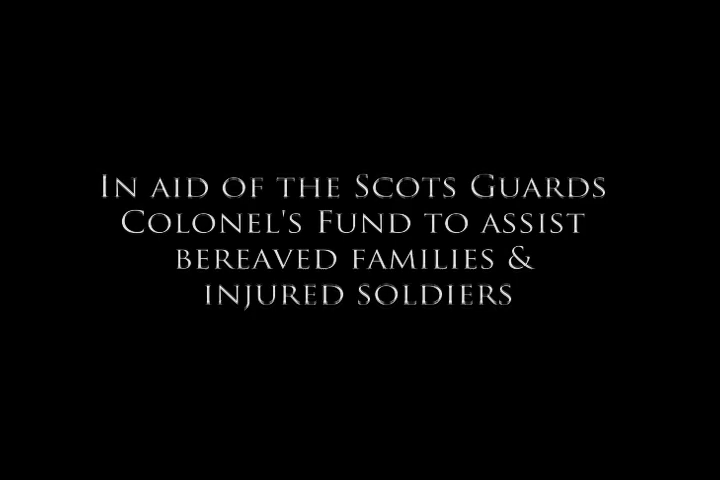 In aid of the Scots Guards
Colonel's Fund to assist
bereaved families &
injured soldiers